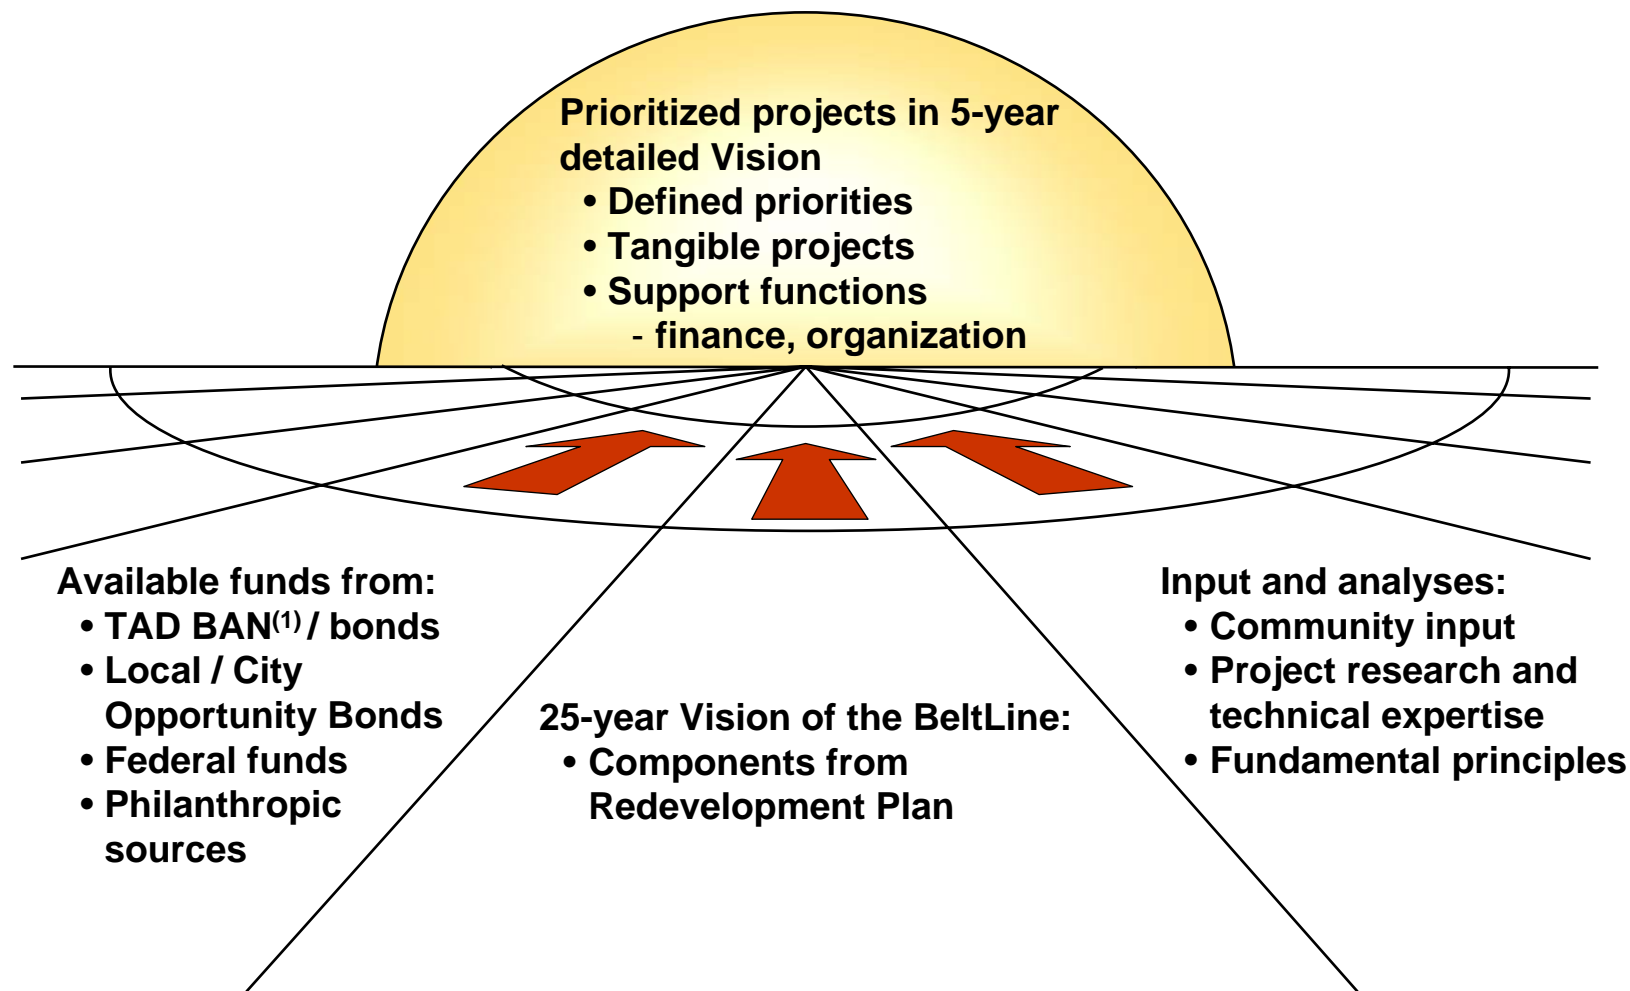 Prioritized projects in 5-year
detailed Vision
• Defined priorities
• Tangible projects
• Support functions
- finance, organization
Available funds from:
• TAD BAN(1) / bonds
• Local / City
Opportunity Bonds
• Federal funds
• Philanthropic
sources
25-year Vision of the BeltLine:
• Components from
Redevelopment Plan
Input and analyses:
• Community input
• Project research and
technical expertise
• Fundamental principles